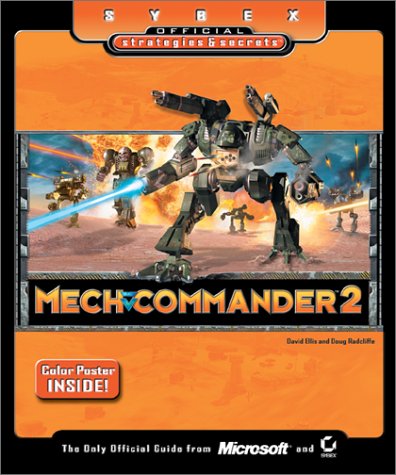 SYBEX
OFFICIAL
strategies & secrets
MECHCOMMANDER 2
David Ellis and Doug Radcliffe
Color Poster
INSIDE!
The Only Official Guide from Microsoft and
SYBEX